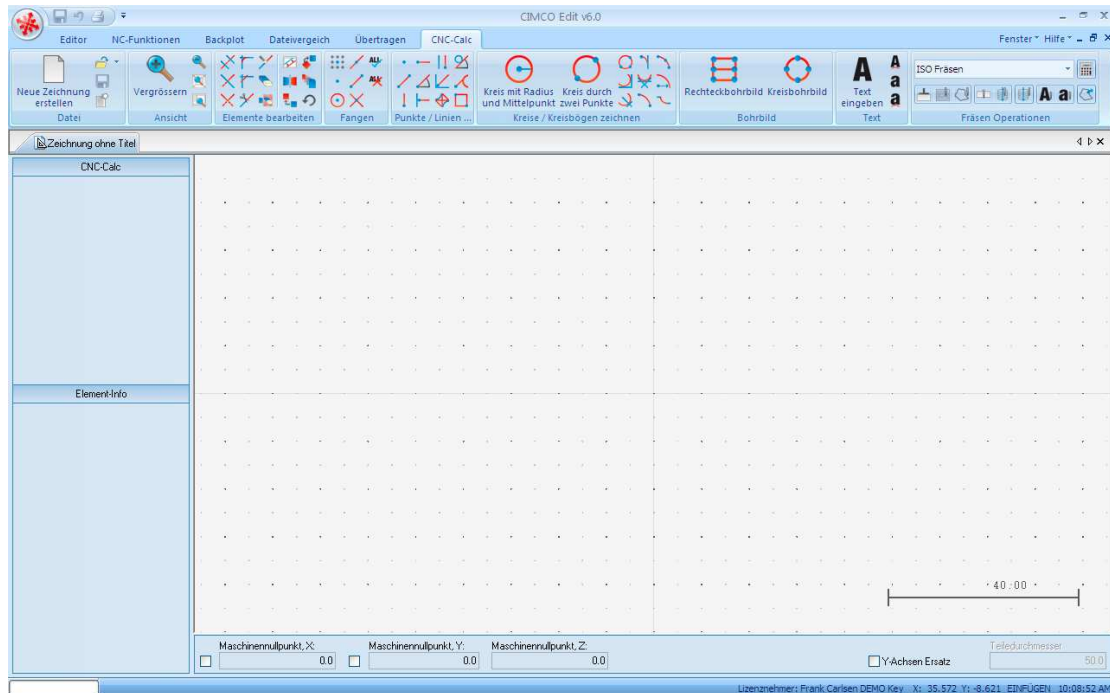 CIMCO Edit v6.0
Editor NC-Funktionen Backplot Dateivergeich Übertragen CNC-Calc Fenster Hilfe
Neue Zeichnung erstellen
Vergrössern
Kreis mit Radius und Mittelpunkt
Kreis durch zwei Punkte
Rechteckbohrbild Kreisbohrbild
Text eingeben
ISO Fräsen
Datei Ansicht Elemente bearbeiten Fangen Punkte / Linien ... Kreise / Kreisbögen zeichnen Bohrbild Text Fräsen Operationen
Zeichnung ohne Titel
CNC-Calc
Element-Info
40.00
Maschinennullpunkt, X: Maschinennullpunkt, Y: Maschinennullpunkt, Z: Teiledurchmesser
0.0 0.0 0.0 Y-Achsen Ersatz 50.0
Lizenznehmer: Frank Carlsen DEMO Key X: 35.572 Y: -8.621 EINFÜGEN 10:08:52 AM